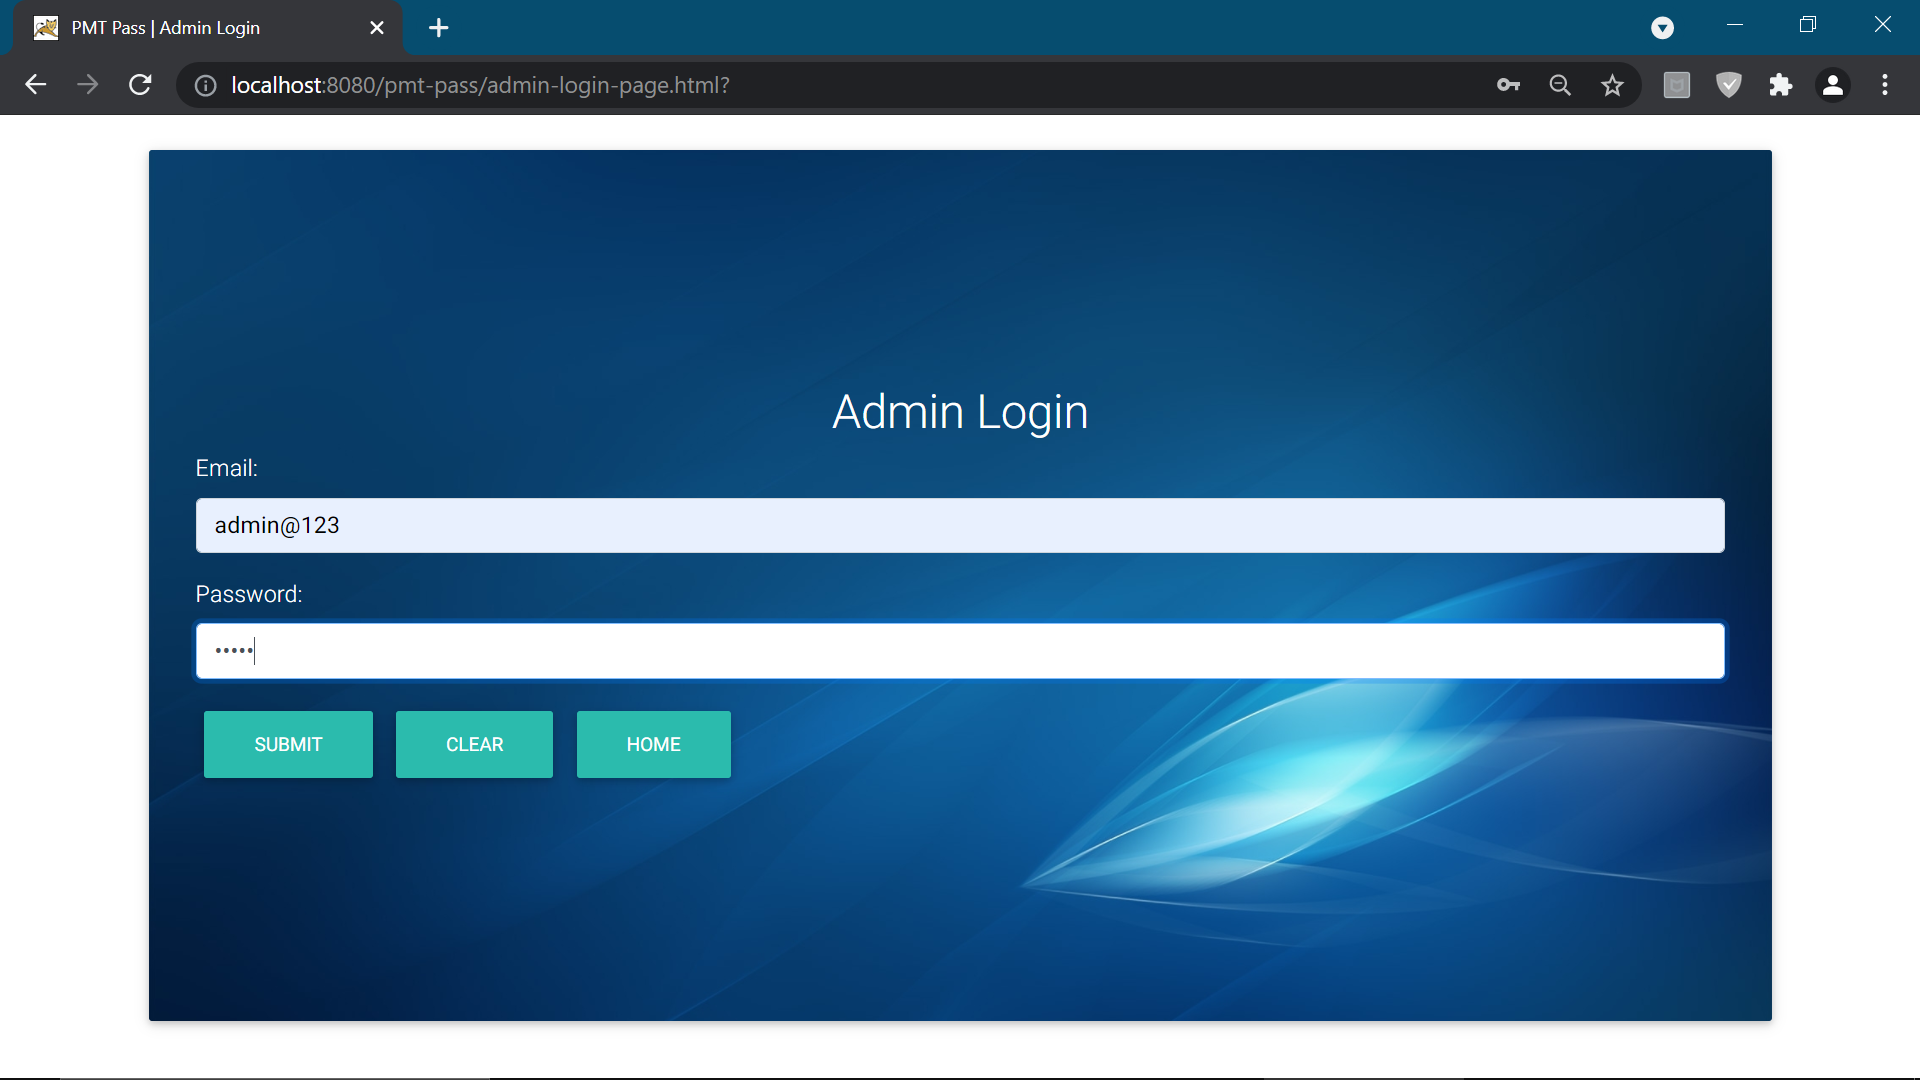 PMT Pass | Admin Login
localhost:8080/pmt-pass/admin-login-page.html?
Admin Login
Email:
admin@123
Password:
•••••
SUBMIT CLEAR HOME